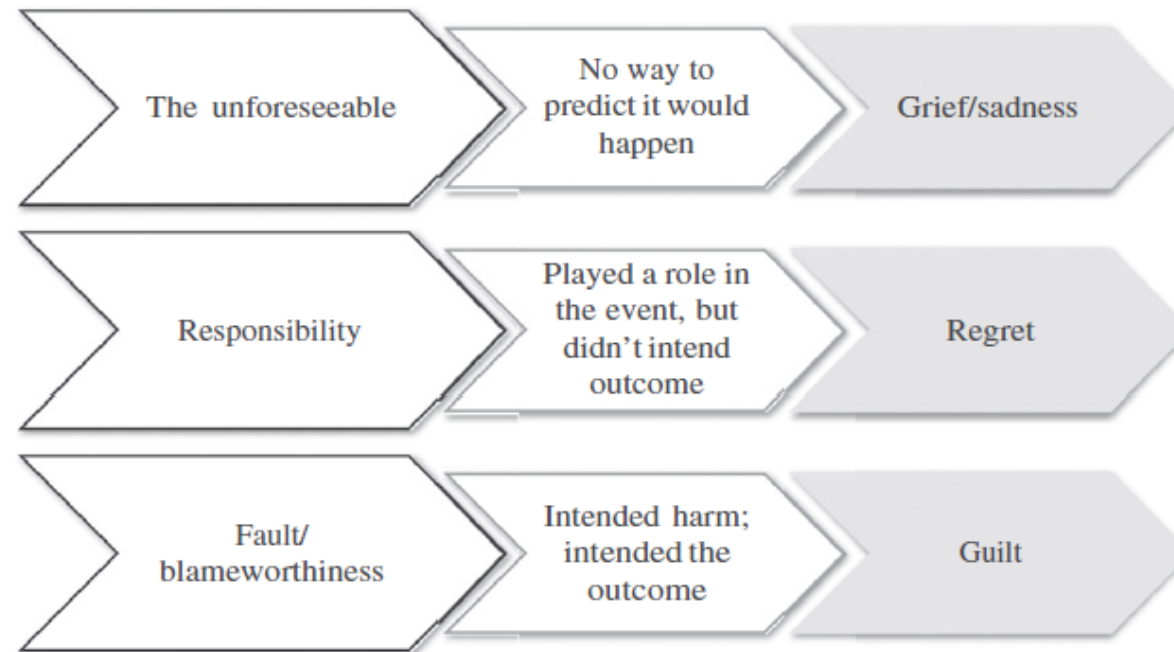 The unforeseeable
No way to
predict it would
happen
Grief/sadness
Responsibility
Played a role in
the event, but
didn't intend
outcome
Regret
Fault/
blameworthiness
Intended harm;
intended the
outcome
Guilt